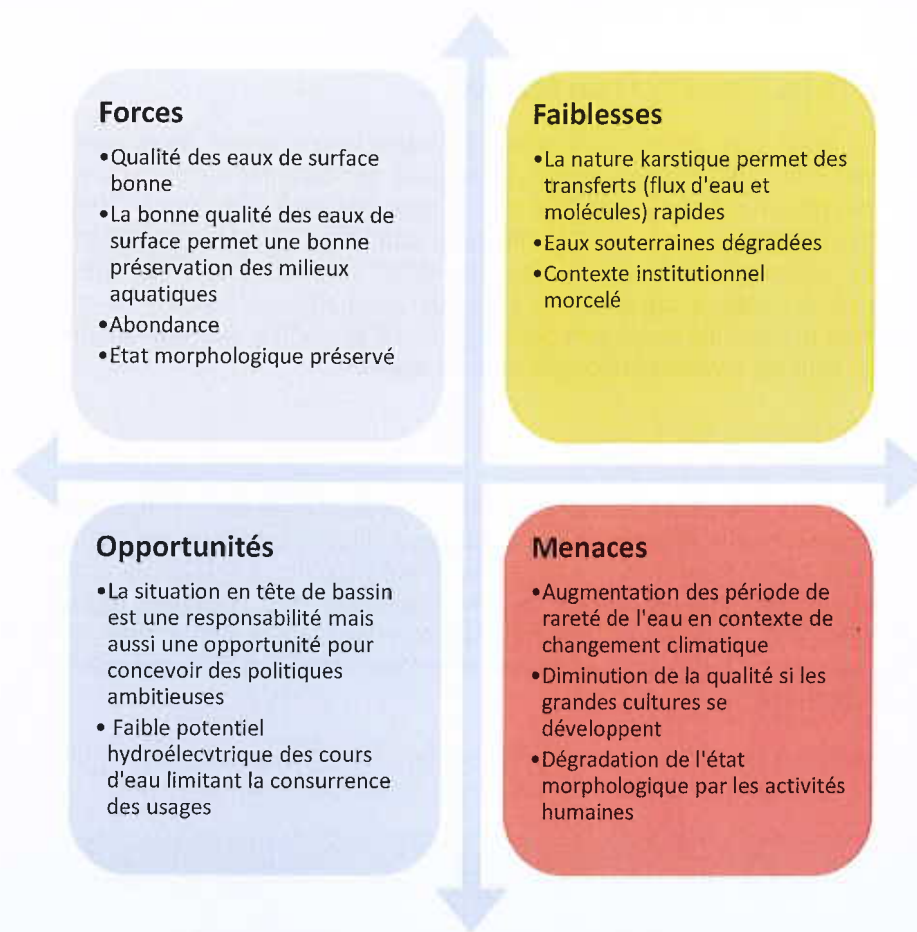 Forces
•Qualité des eaux de surface
bonne
•La bonne qualité des eaux de
surface permet une bonne
préservation des milieux
aquatiques
•Abondance
•Etat morphologique préservé
Faiblesses
•La nature karstique permet des
transferts (flux d'eau et
molécules) rapides
•Eaux souterraines dégradées
•Contexte institutionnel
morcelé
Opportunités
•La situation en tête de bassin
est une responsabilité mais
aussi une opportunité pour
concevoir des politiques
ambitieuses
• Faible potentiel
hydroélecvtrique des cours
d'eau limitant la consurrence
des usages
Menaces
•Augmentation des période de
rareté de l'eau en contexte de
changement climatique
•Diminution de la qualité si les
grandes cultures se
développent
•Dégradation de l'état
morphologique par les activités
humaines